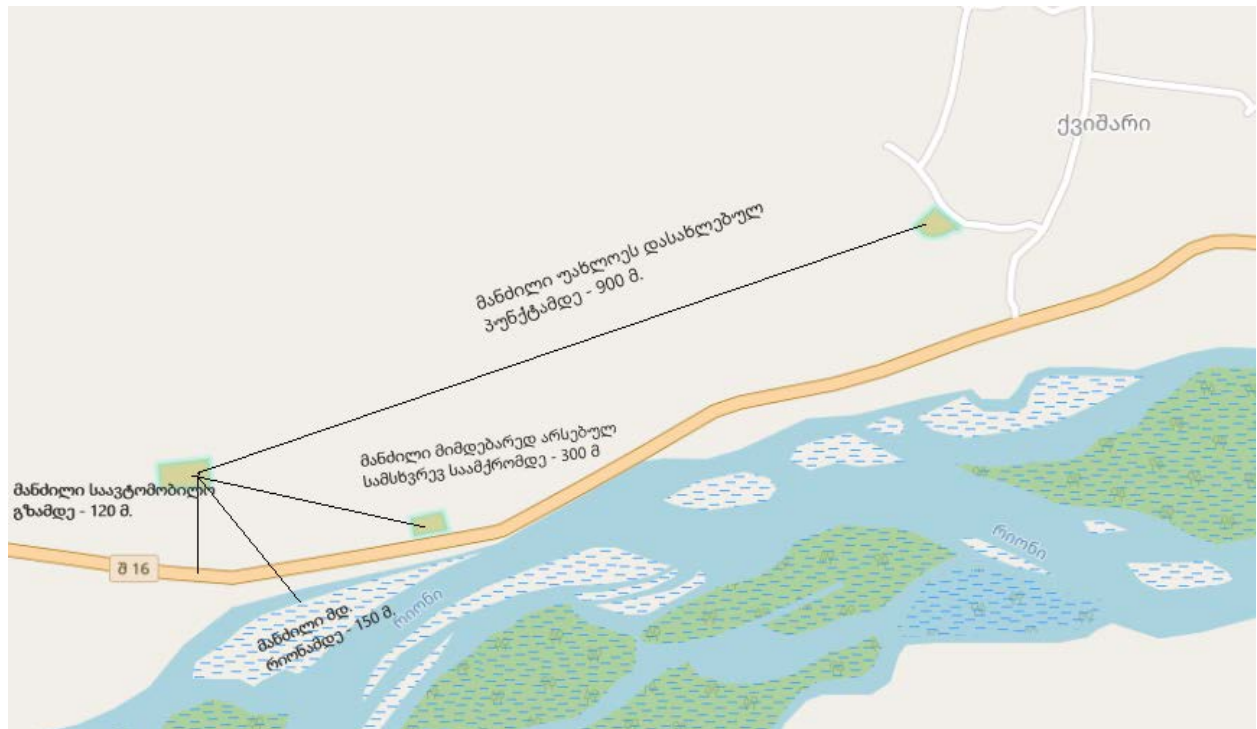 ქვიშარი
მანძილი უახლოეს დასახლებულ
პუნქტამდე - 900 მ.
მანძილი მიმდებარედ არსებულ
სამსხვრევ საამქრომდე - 300 მ
მანძილი საავტომობილო
გზამდე - 120 მ.
შ 16
რიონი
რიონი
მანძილი მდ.
რიონამდე - 150 მ.